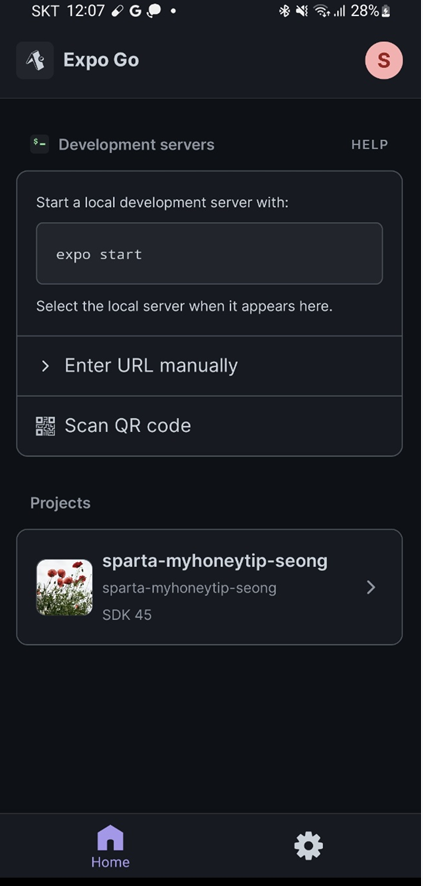 SKT 12:07 G 28%
Expo Go
S
$
Development servers
HELP
Start a local development server with:
expo start
Select the local server when it appears here.
Enter URL manually
Scan QR code
Projects
sparta-myhoneytip-seong
sparta-myhoneytip-seong
SDK 45
Home